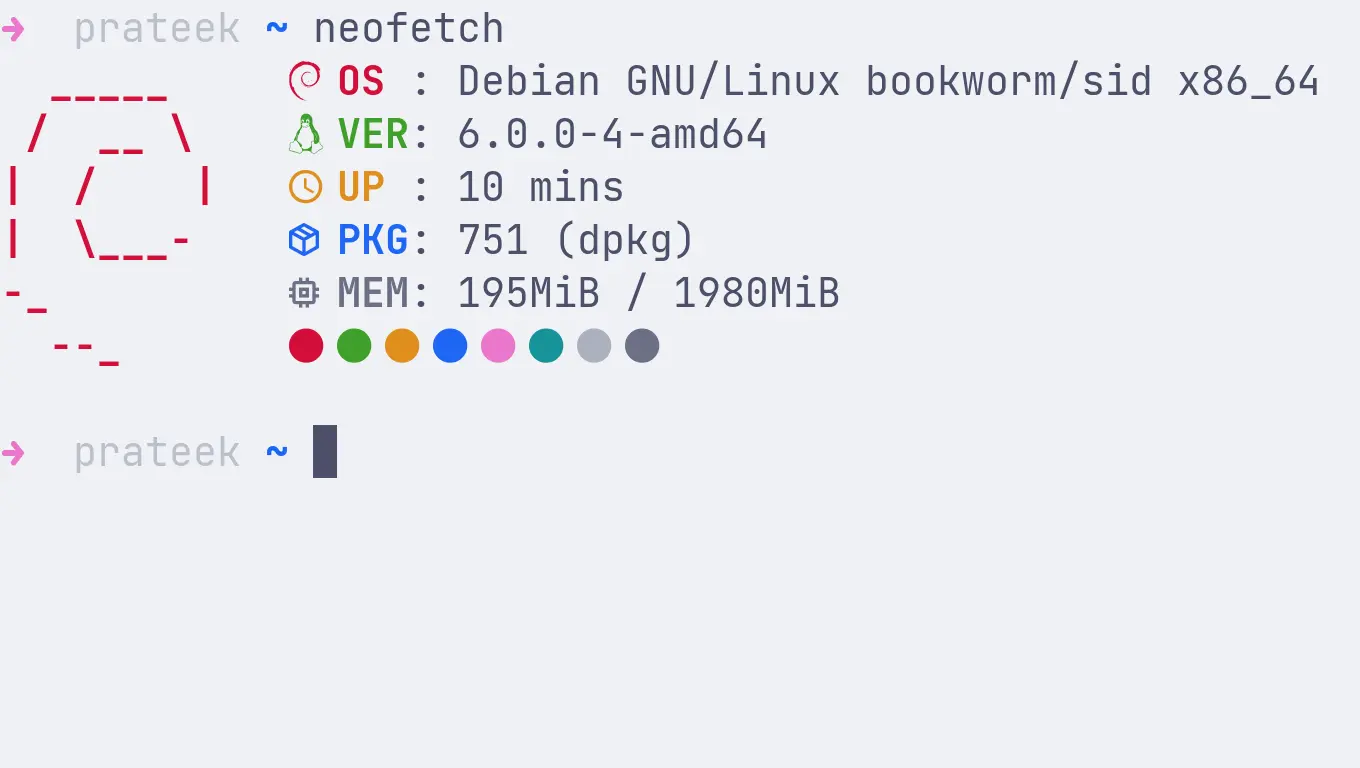 ➜  prateek ~ neofetch
OS : Debian GNU/Linux bookworm/sid x86_64
VER: 6.0.0-4-amd64
UP : 10 mins
PKG: 751 (dpkg)
MEM: 195MiB / 1980MiB
➜  prateek ~